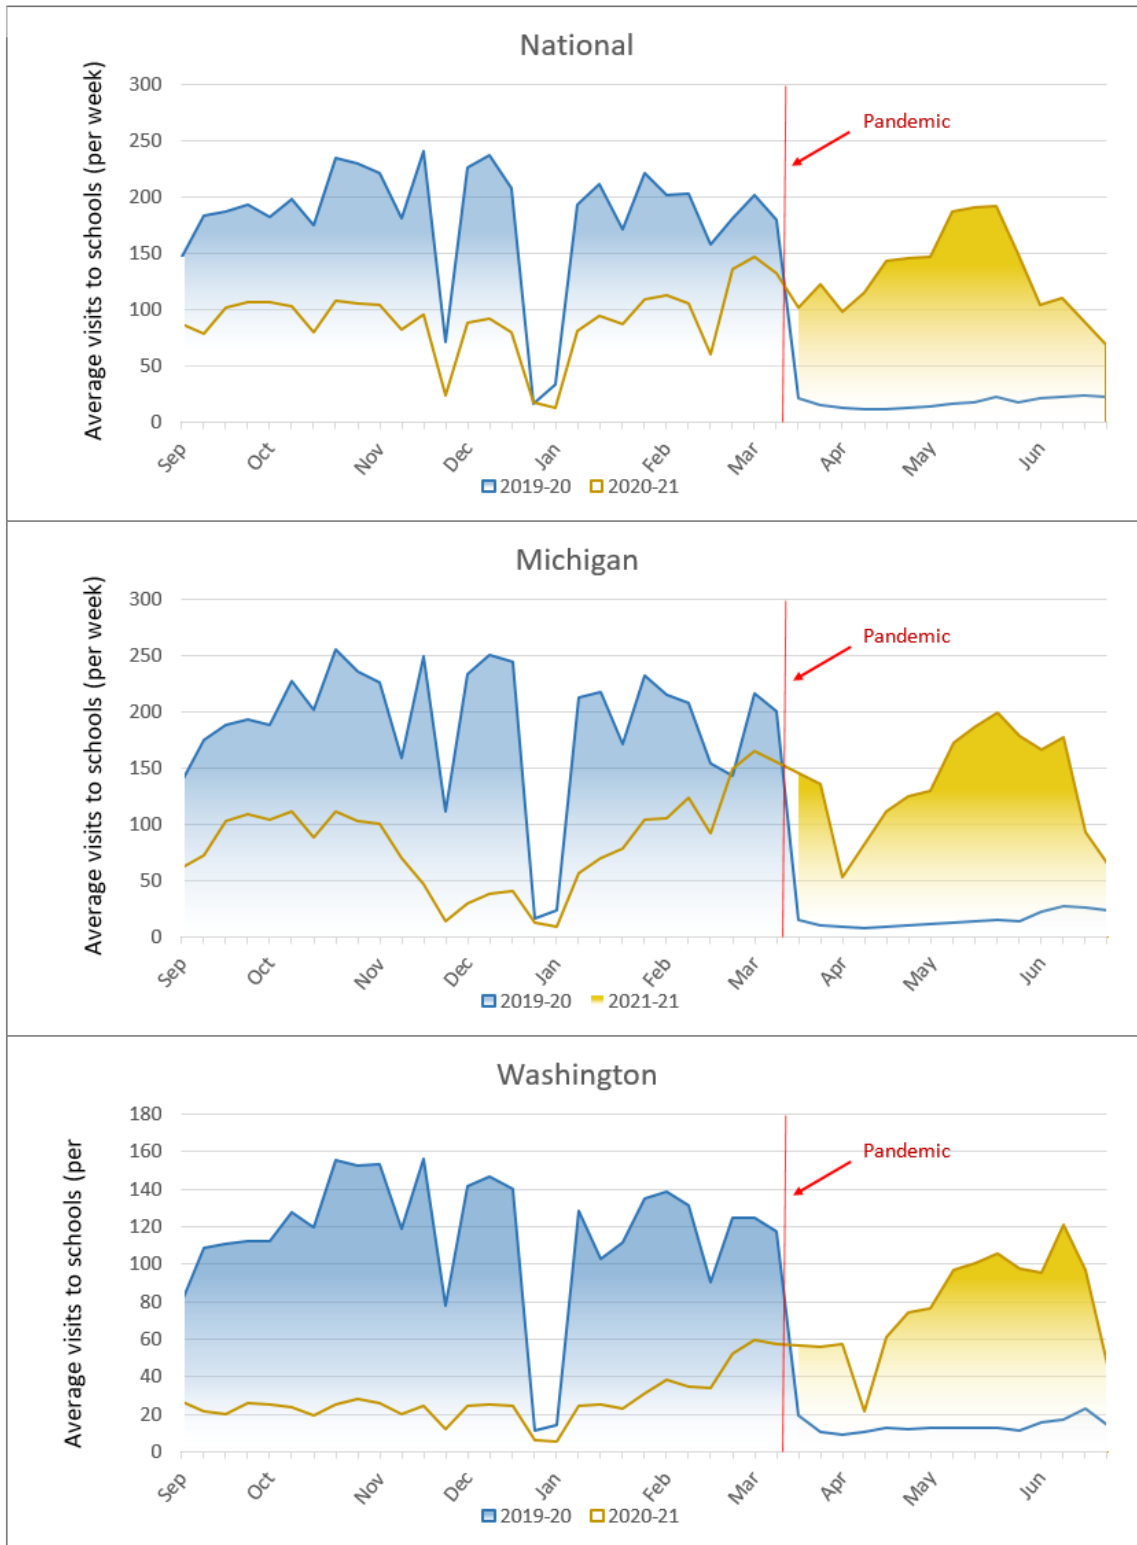 National
Average visits to schools (per week)
300
250
200
150
100
50
0
Pandemic
Sep Oct Nov Dec Jan Feb Mar Apr May Jun
2019-20 2020-21
Michigan
Average visits to schools (per week)
300
250
200
150
100
50
0
Pandemic
Sep Oct Nov Dec Jan Feb Mar Apr May Jun
2019-20 2021-21
Washington
Average visits to schools (per
180
160
140
120
100
80
60
40
20
0
Pandemic
Sep Oct Nov Dec Jan Feb Mar Apr May Jun
2019-20 2020-21